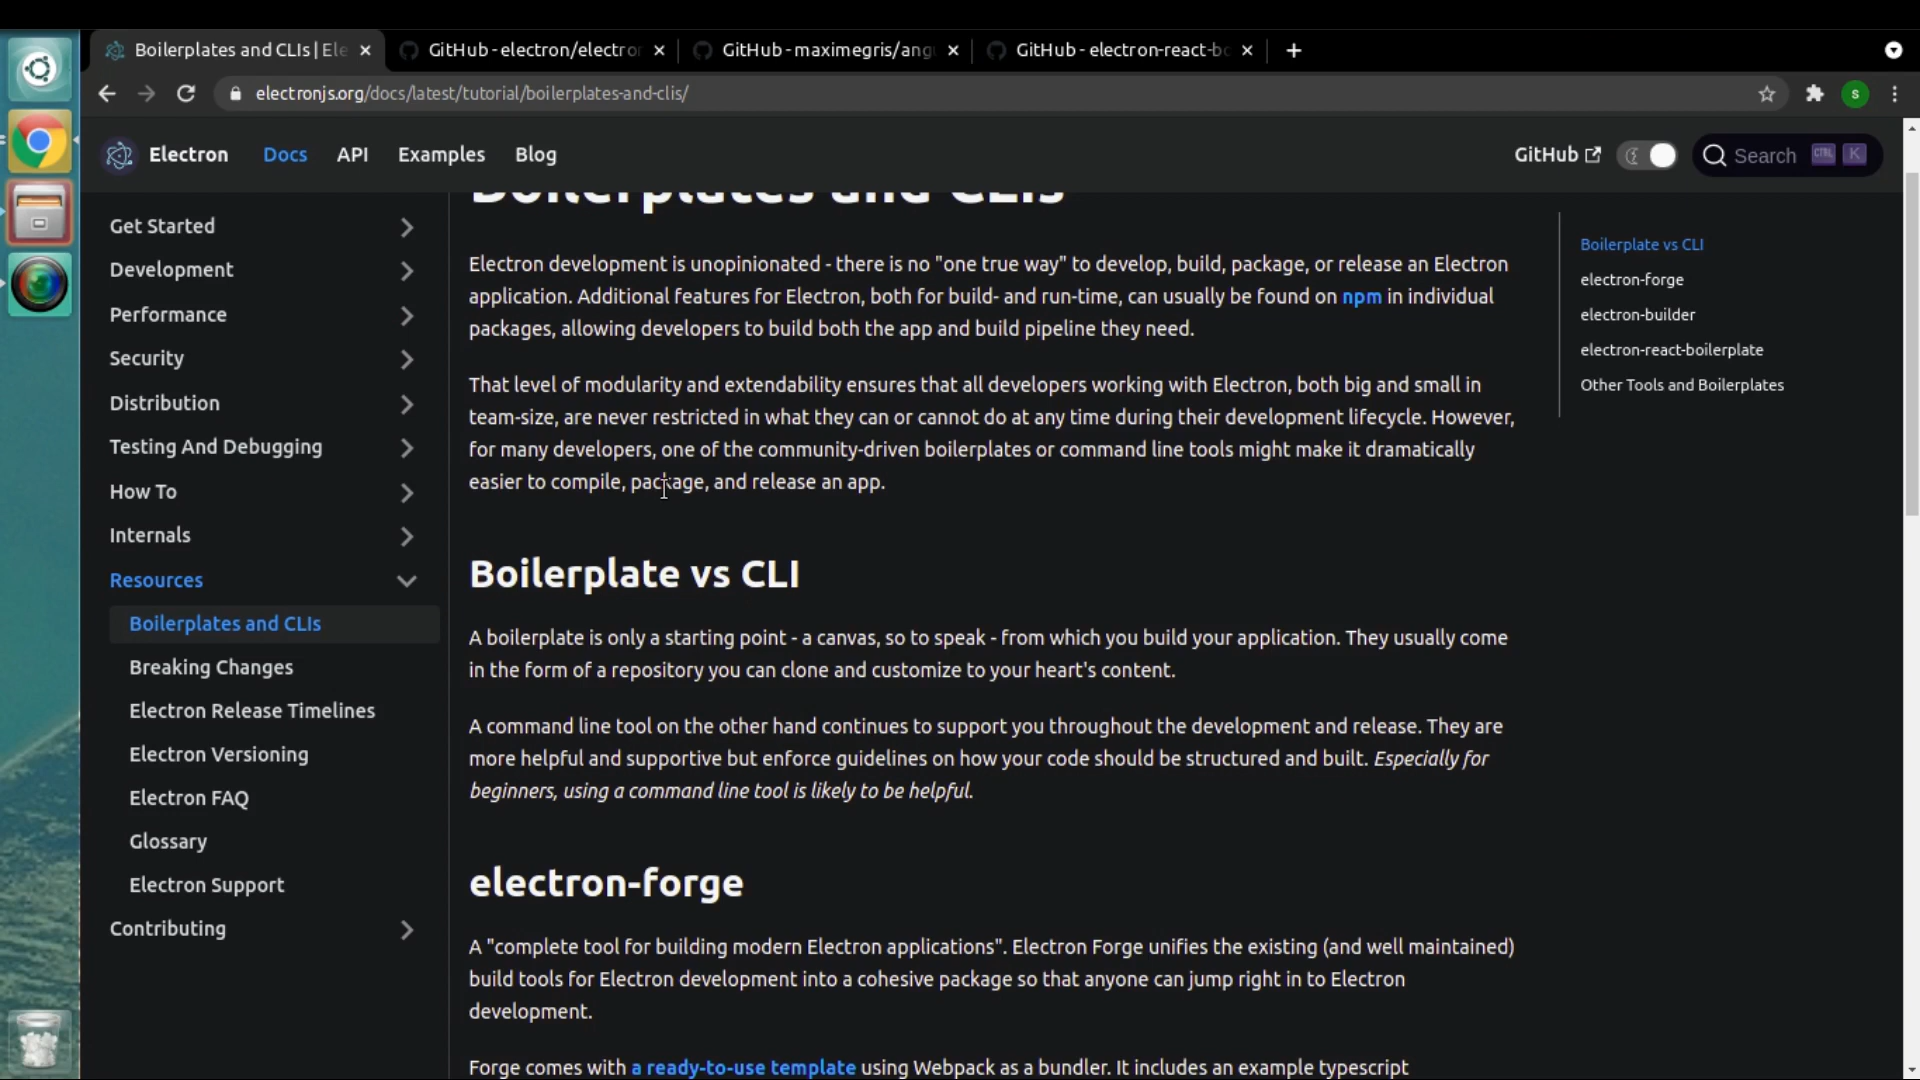 Boilerplates and CLIs | Ele
GitHub - electron/electror
GitHub - maximegris/ang
GitHub - electron-react-bo
electronjs.org/docs/latest/tutorial/boilerplates-and-clis/
S
Electron
Docs
API
Examples
Blog
GitHub
Search
CTRL
K
Get Started
Development
Performance
Security
Distribution
Testing And Debugging
How To
Internals
Resources
Boilerplates and CLIs
Breaking Changes
Electron Release Timelines
Electron Versioning
Electron FAQ
Glossary
Electron Support
Contributing
Boilerplates and CLIs
Electron development is unopinionated - there is no "one true way" to develop, build, package, or release an Electron
application. Additional features for Electron, both for build- and run-time, can usually be found on npm in individual
packages, allowing developers to build both the app and build pipeline they need.
That level of modularity and extendability ensures that all developers working with Electron, both big and small in
team-size, are never restricted in what they can or cannot do at any time during their development lifecycle. However,
for many developers, one of the community-driven boilerplates or command line tools might make it dramatically
easier to compile, package, and release an app.
Boilerplate vs CLI
A boilerplate is only a starting point - a canvas, so to speak - from which you build your application. They usually come
in the form of a repository you can clone and customize to your heart's content.
A command line tool on the other hand continues to support you throughout the development and release. They are
more helpful and supportive but enforce guidelines on how your code should be structured and built. Especially for
beginners, using a command line tool is likely to be helpful.
electron-forge
A "complete tool for building modern Electron applications". Electron Forge unifies the existing (and well maintained)
build tools for Electron development into a cohesive package so that anyone can jump right in to Electron
development.
Forge comes with a ready-to-use template using Webpack as a bundler. It includes an example typescript
Boilerplate vs CLI
electron-forge
electron-builder
electron-react-boilerplate
Other Tools and Boilerplates